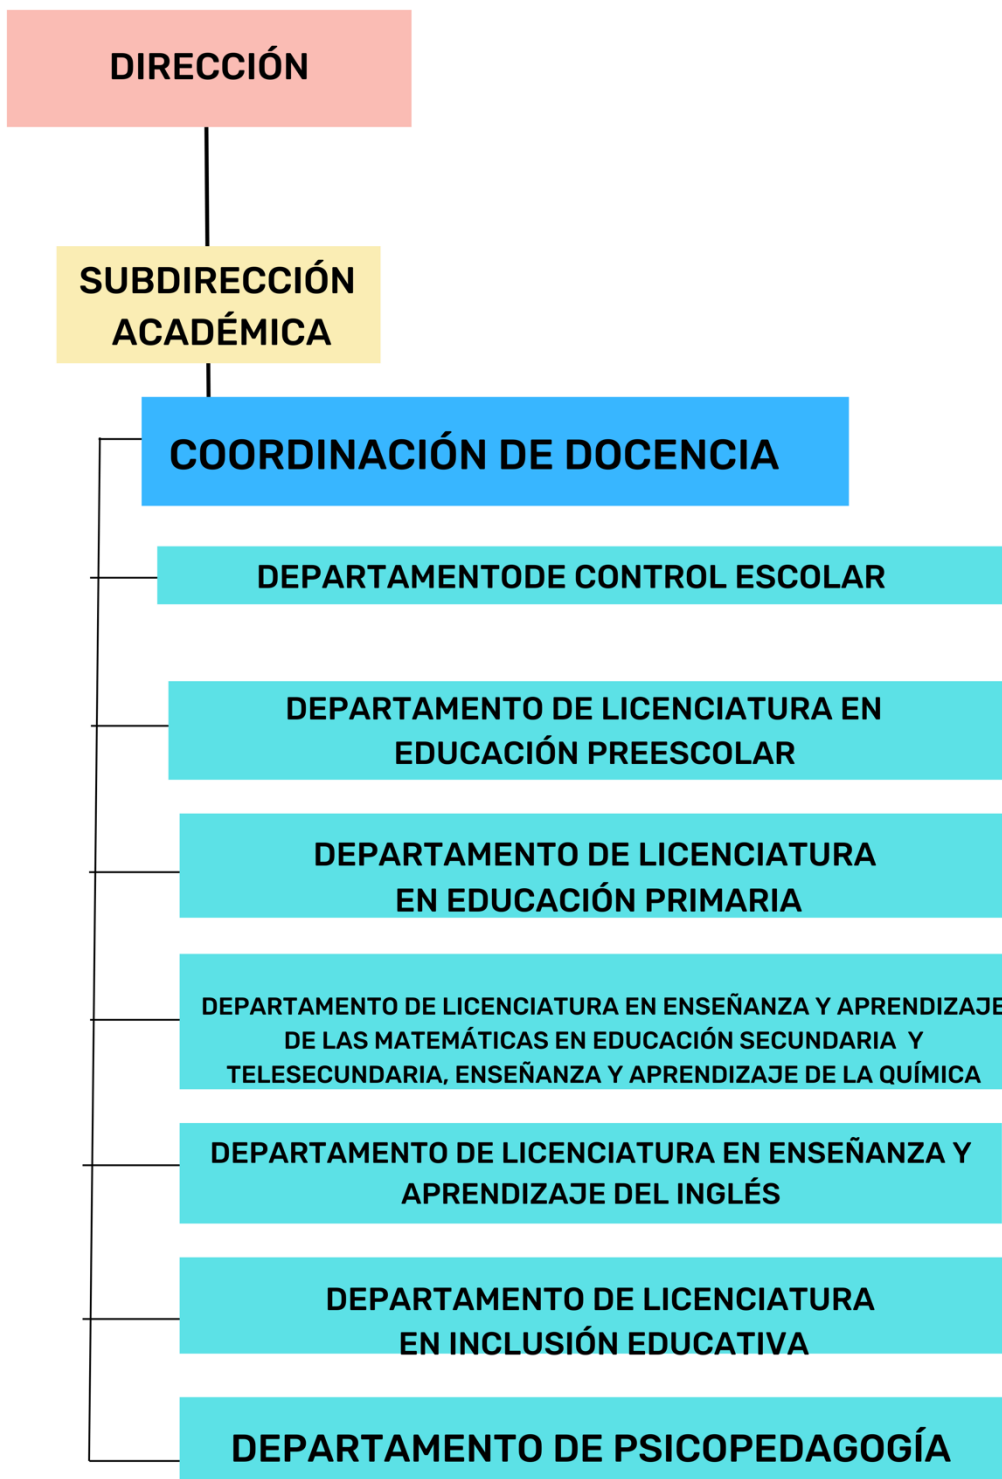 DIRECCIÓN
SUBDIRECCIÓN
ACADÉMICA
COORDINACIÓN DE DOCENCIA
DEPARTAMENTODE CONTROL ESCOLAR
DEPARTAMENTO DE LICENCIATURA EN
EDUCACIÓN PREESCOLAR
DEPARTAMENTO DE LICENCIATURA
EN EDUCACIÓN PRIMARIA
DEPARTAMENTO DE LICENCIATURA EN ENSEÑANZA Y APRENDIZAJE
DE LAS MATEMÁTICAS EN EDUCACIÓN SECUNDARIA Y
TELESECUNDARIA, ENSEÑANZA Y APRENDIZAJE DE LA QUÍMICA
DEPARTAMENTO DE LICENCIATURA EN ENSEÑANZA Y
APRENDIZAJE DEL INGLÉS
DEPARTAMENTO DE LICENCIATURA
EN INCLUSIÓN EDUCATIVA
DEPARTAMENTO DE PSICOPEDAGOGÍA